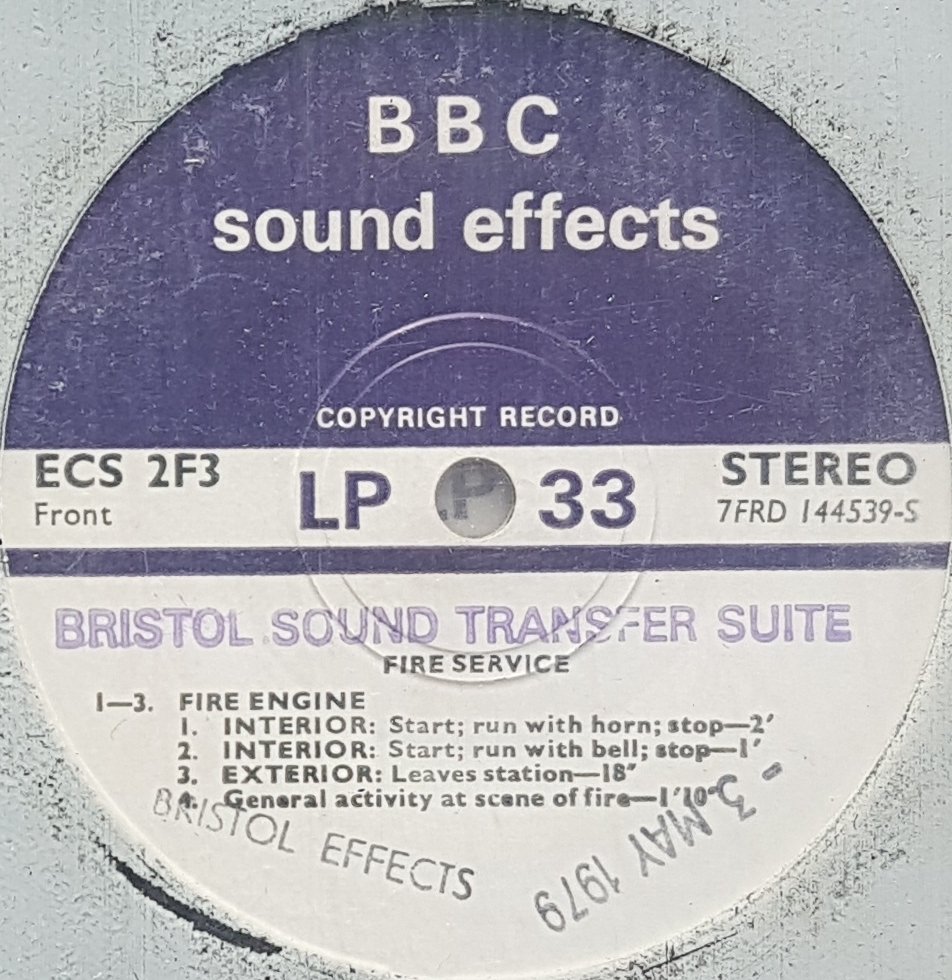 BBC
sound effects
COPYRIGHT RECORD
ECS 2F3
Front
LP 33
STEREO
7FRD 144539-S
BRISTOL SOUND TRANSFER SUITE
FIRE SERVICE
1—3. FIRE ENGINE
1. INTERIOR: Start; run with horn; stop—2′
2. INTERIOR: Start; run with bell; stop—1′
3. EXTERIOR: Leaves station—18″
4. General activity at scene of fire—1′10″
BRISTOL EFFECTS
-3 MAY 1979